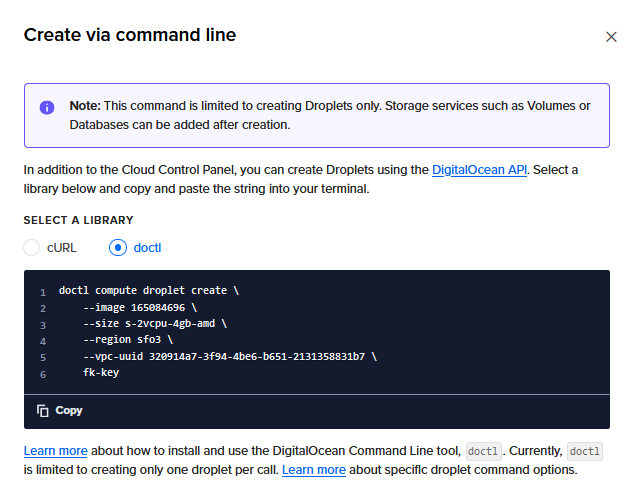 Create via command line
Note: This command is limited to creating Droplets only. Storage services such as Volumes or
Databases can be added after creation.
In addition to the Cloud Control Panel, you can create Droplets using the DigitalOcean API. Select a
library below and copy and paste the string into your terminal.
SELECT A LIBRARY
cURL doctl
1 doctl compute droplet create \
2 --image 165084696 \
3 --size s-2vcpu-4gb-amd \
4 --region sfo3 \
5 --vpc-uuid 320914a7-3f94-4be6-b651-2131358831b7 \
6 fk-key
Copy
Learn more about how to install and use the DigitalOcean Command Line tool, doctl. Currently, doctl
is limited to creating only one droplet per call. Learn more about specific droplet command options.